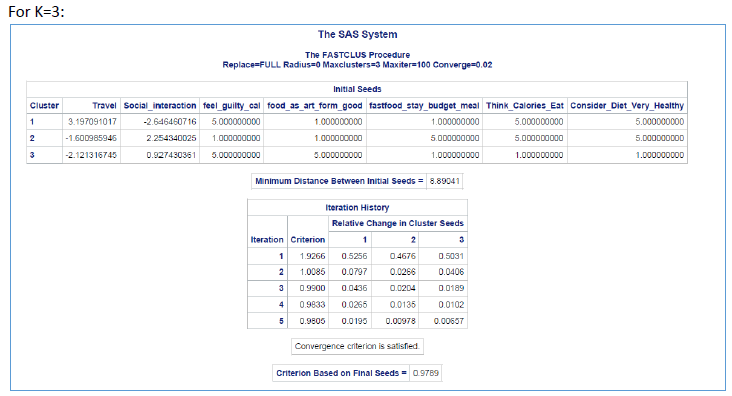 For K=3:
The SAS System
The FASTCLUS Procedure
Replace=FULL Radius=0 Maxclusters=3 Maxiter=100 Converge=0.02
Initial Seeds
Cluster Travel Social_interaction feel_guilty_cal food_as_art_form_good fastfood_stay_budget_meal Think_Calories_Eat Consider_Diet_Very_Healthy
1 3.197091017 -2.646460716 5.000000000 1.000000000 1.000000000 5.000000000 5.000000000
2 -1.600985946 2.254340025 1.000000000 1.000000000 5.000000000 5.000000000 5.000000000
3 -2.121316745 0.927430361 5.000000000 5.000000000 1.000000000 1.000000000 1.000000000
Minimum Distance Between Initial Seeds = 8.89041
Iteration History
Relative Change in Cluster Seeds
Iteration Criterion 1 2 3
1 1.9266 0.5256 0.4676 0.5031
2 1.0085 0.0797 0.0266 0.0406
3 0.9900 0.0436 0.0204 0.0189
4 0.9833 0.0265 0.0135 0.0102
5 0.9805 0.0195 0.00978 0.00657
Convergence criterion is satisfied.
Criterion Based on Final Seeds = 0.9789